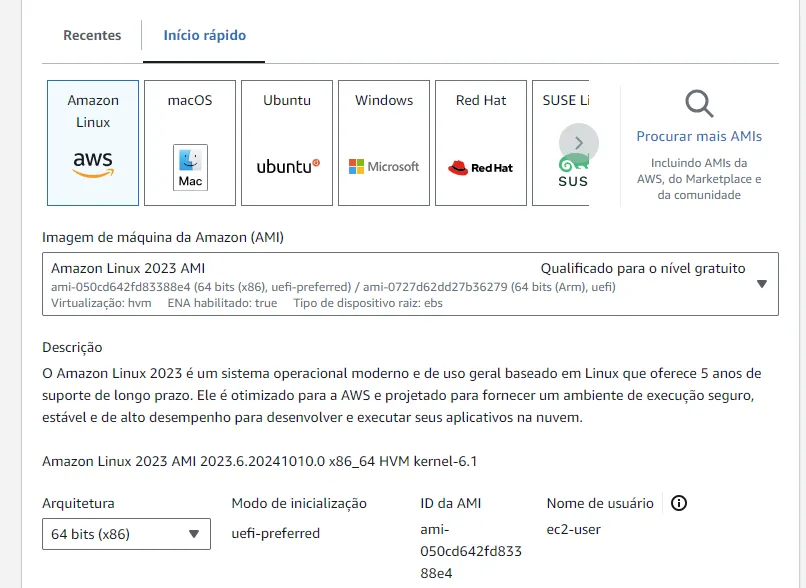 Recentes
Início rápido
Amazon
Linux
aws
macOS
Mac
Ubuntu
ubuntu
Windows
Microsoft
Red Hat
Red Hat
SUSE Li
SUS
Procurar mais AMIs
Incluindo AMIs da
AWS, do Marketplace e
da comunidade
Imagem de máquina da Amazon (AMI)
Amazon Linux 2023 AMI
Qualificado para o nível gratuito
ami-050cd642fd83388e4 (64 bits (x86), uefi-preferred) / ami-0727d62dd27b36279 (64 bits (Arm), uefi)
Virtualização: hvm ENA habilitado: true Tipo de dispositivo raiz: ebs
Descrição
O Amazon Linux 2023 é um sistema operacional moderno e de uso geral baseado em Linux que oferece 5 anos de
suporte de longo prazo. Ele é otimizado para a AWS e projetado para fornecer um ambiente de execução seguro,
estável e de alto desempenho para desenvolver e executar seus aplicativos na nuvem.
Amazon Linux 2023 AMI 2023.6.20241010.0 x86_64 HVM kernel-6.1
Arquitetura
64 bits (x86)
Modo de inicialização
uefi-preferred
ID da AMI
ami-
050cd642fd833
88e4
Nome de usuário
ec2-user